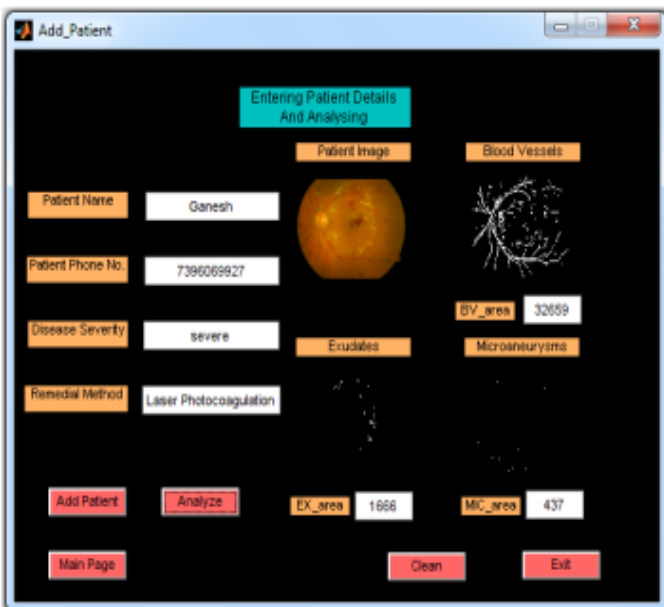 Add_Patient
Entering Patient Details
And Analysing
Patient Image
Blood Vessels
Patient Name
Ganesh
Patient Phone No.
7396069927
BV_area
32659
Disease Severity
severe
Exudates
Microaneurysms
Remedial Method
Laser Photocoagulation
Add Patient
Analyze
EX_area
1666
MIC_area
437
Main Page
Clean
Exit